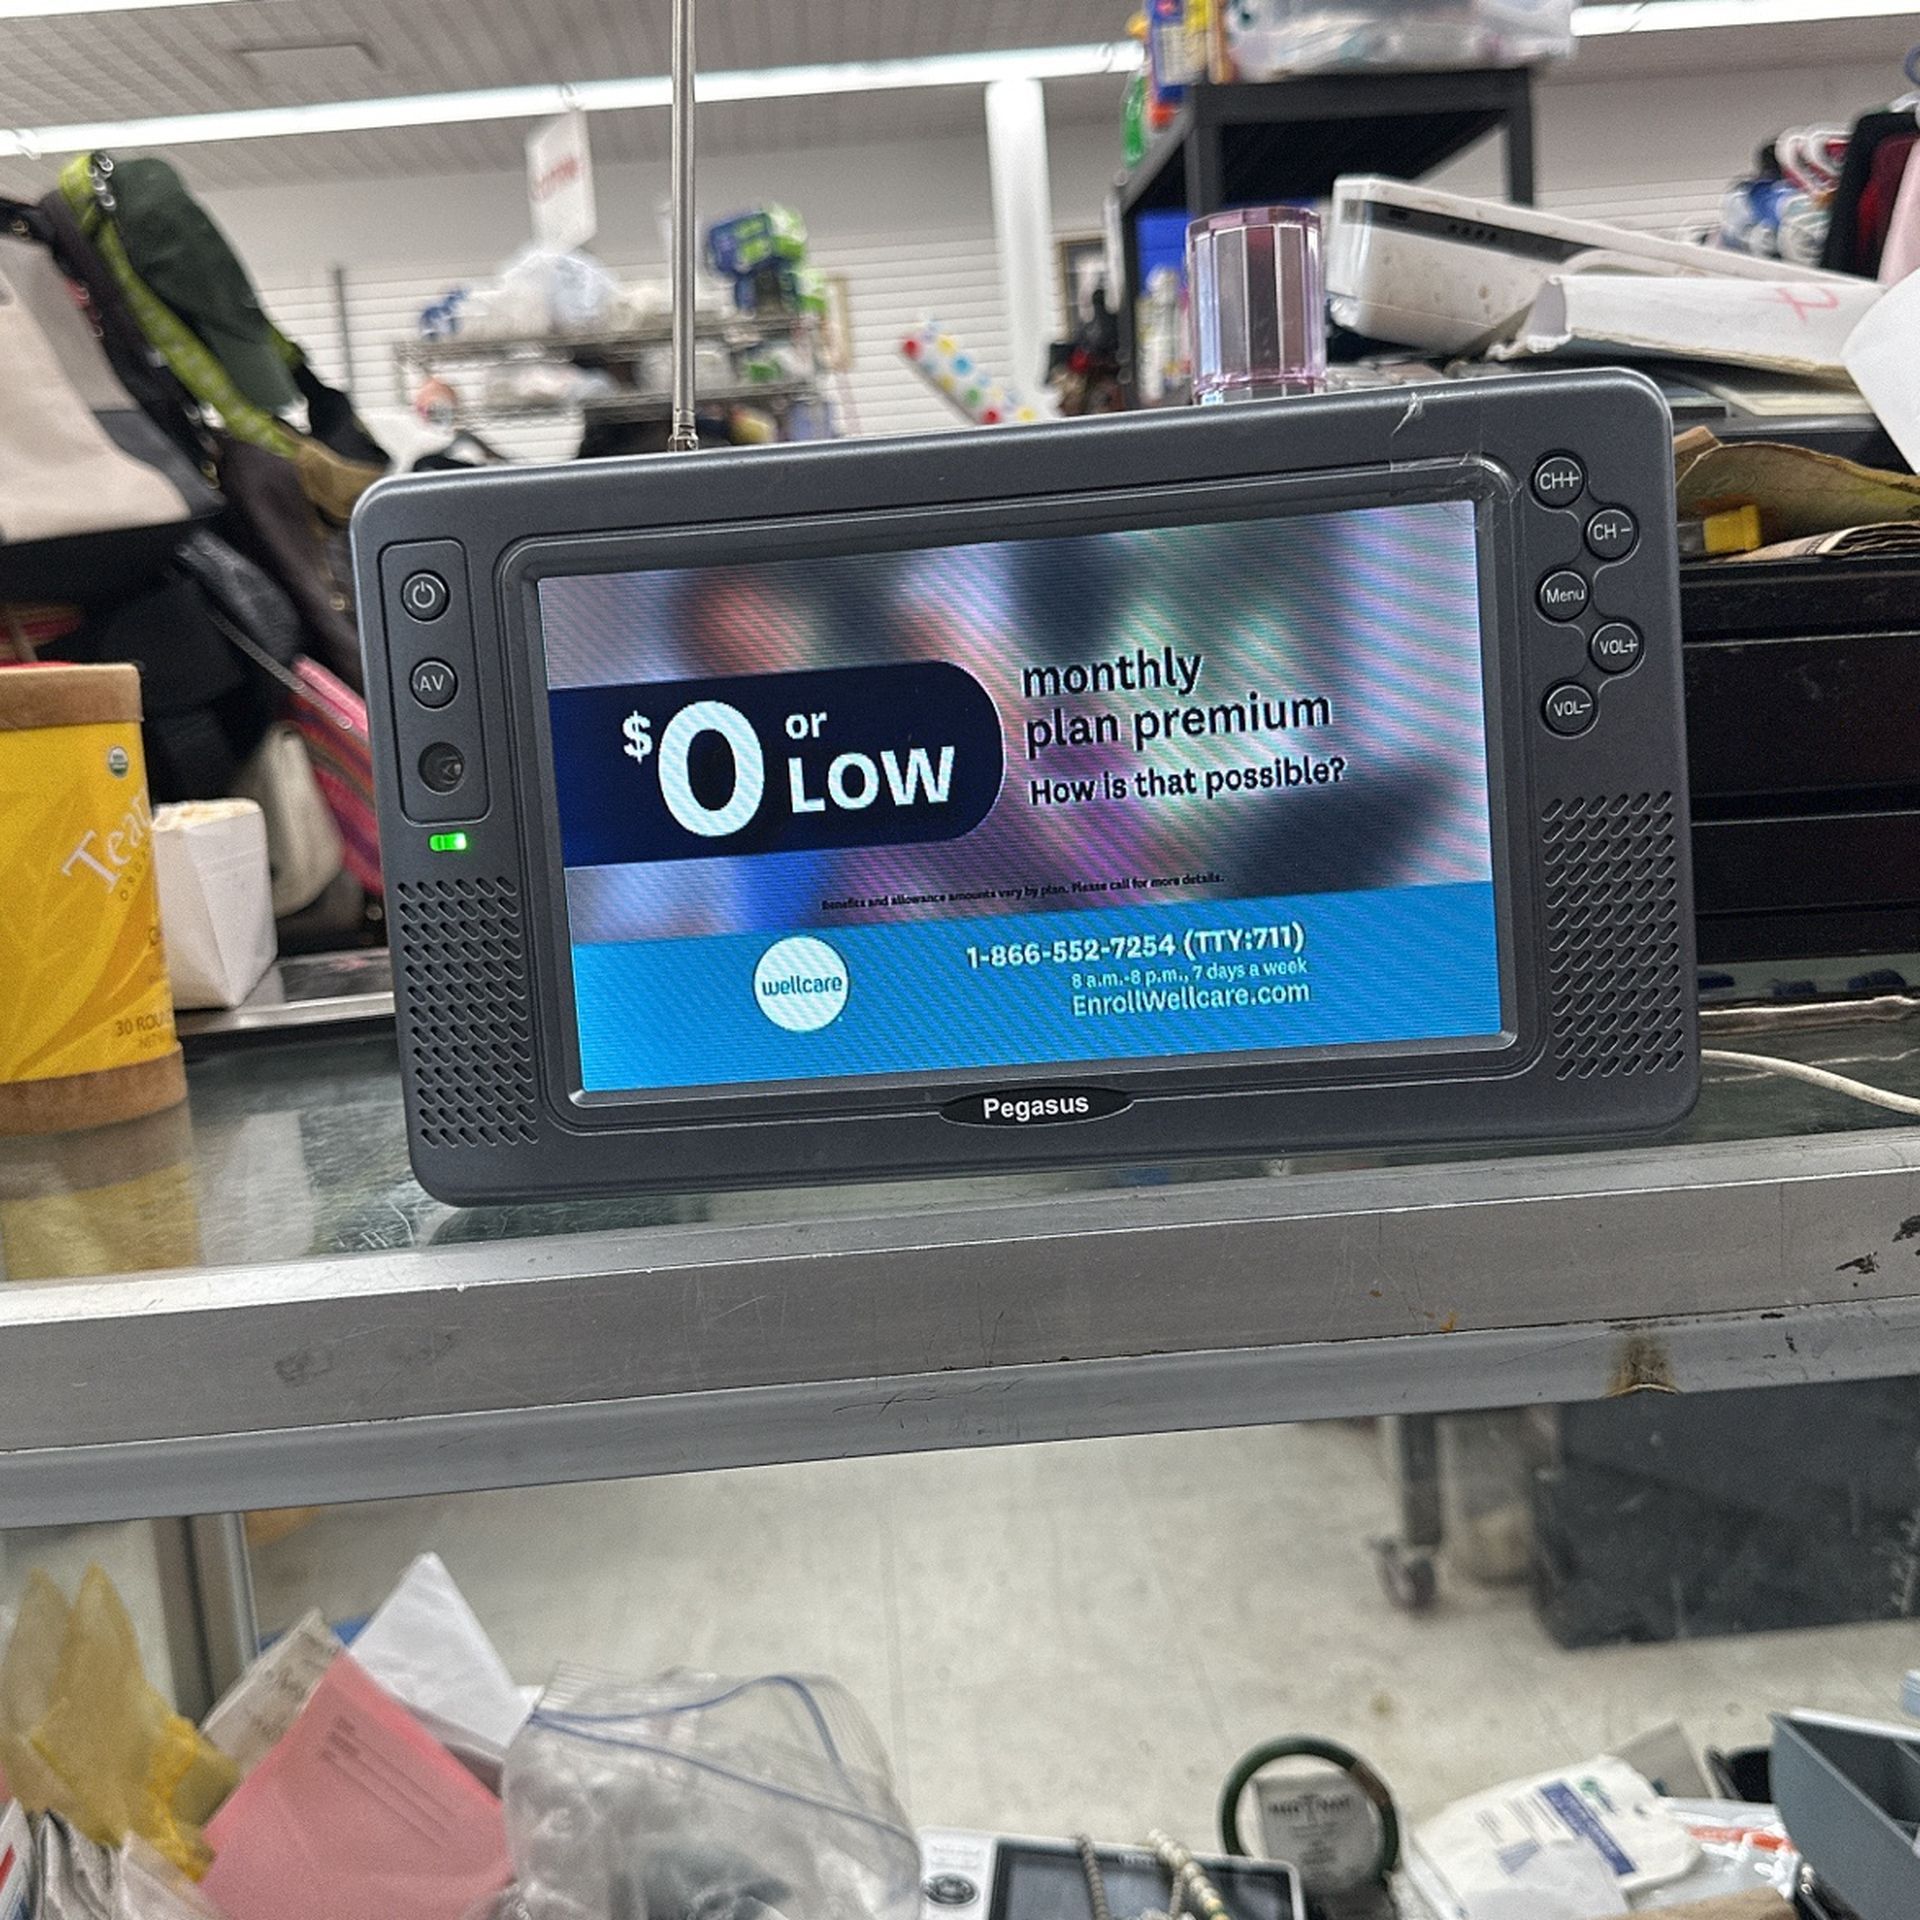 CH+
CH-
Menu
VOL+
VOL-
AV
$0 or LOW
monthly
plan premium
How is that possible?
Benefits and allowance amounts vary by plan. Please call for more details.
wellcare
1-866-552-7254 (TTY:711)
8 a.m.-8 p.m., 7 days a week
EnrollWellcare.com
Pegasus